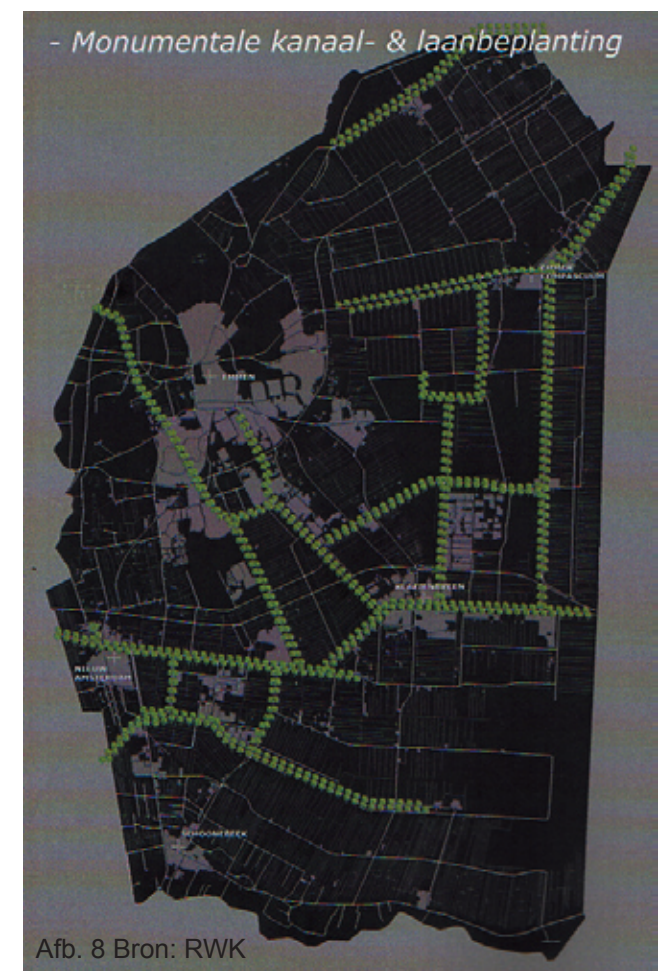 - Monumentale kanaal- & laanbeplanting
EMMEN
NIEUW
AMSTERDAM
SCHOONEBEEK
Afb. 8 Bron: RWK